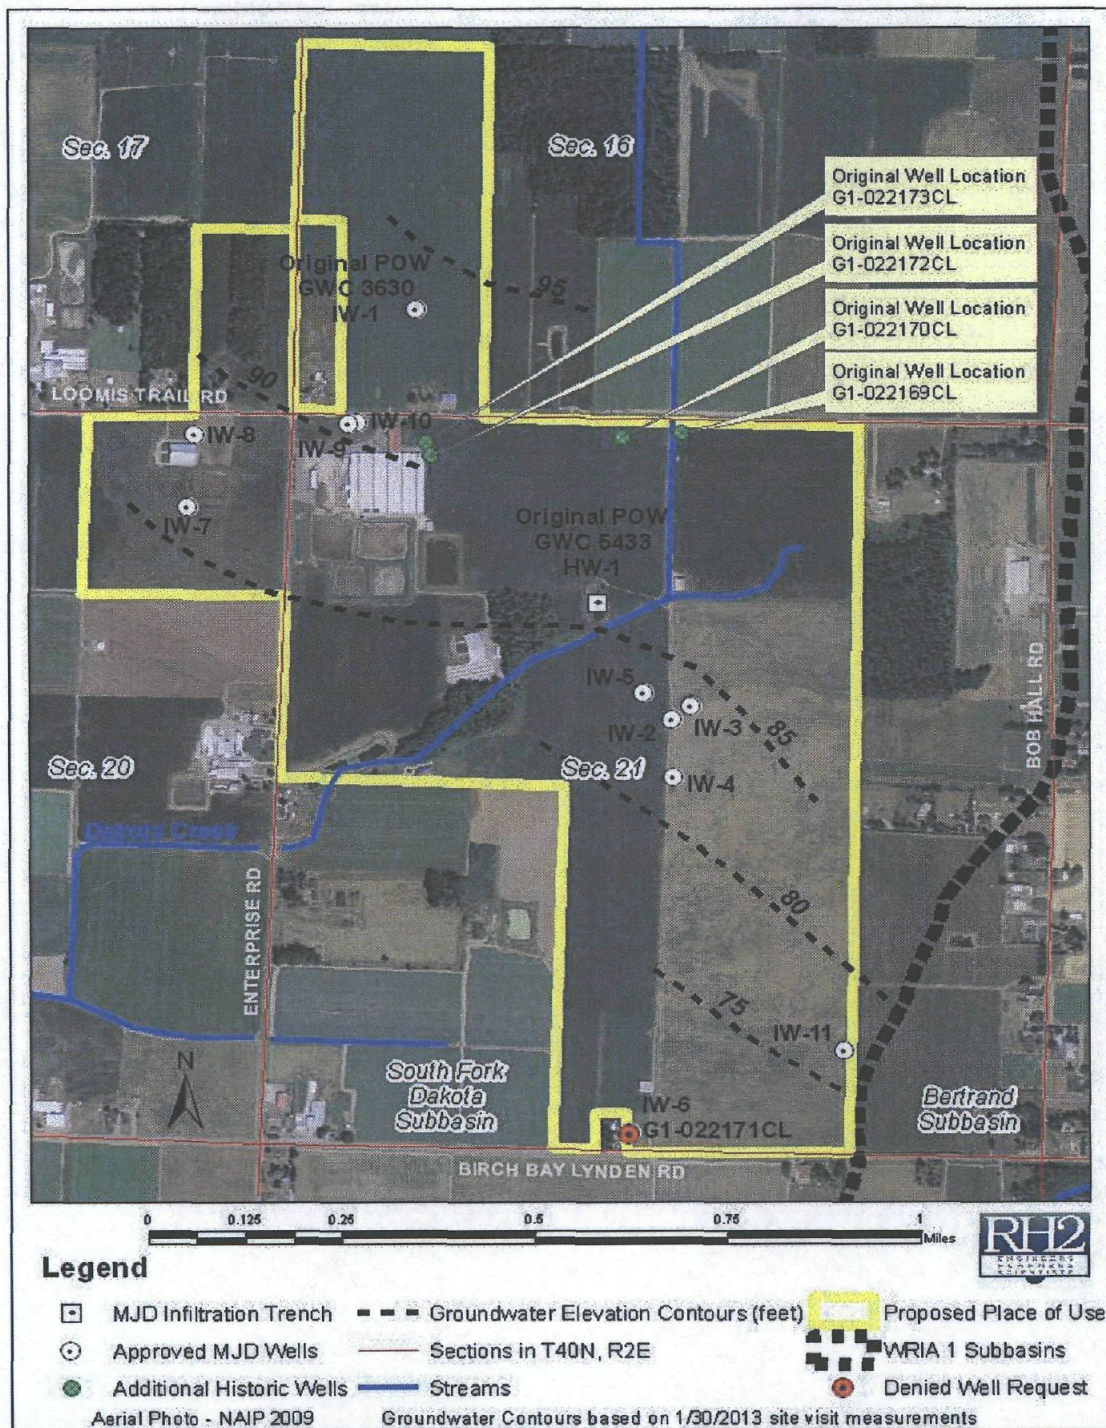 Sec. 17
Sec. 16
Original Well Location
G1-022173CL
Original Well Location
G1-022172CL
Original Well Location
G1-022170CL
Original Well Location
G1-022169CL
Original POW
GWC 3630
IW-1
95
90
LOOMIS TRAIL RD
IW-8
IW-9
IW-10
IW-7
Original POW
GWC 5433
HW-1
IW-5
IW-2
IW-3
85
IW-4
Sec. 20
Sec. 21
BOB HALL RD
Dakota Creek
ENTERPRISE RD
80
75
IW-11
N
South Fork
Dakota
Subbasin
IW-6
G1-022171CL
Bertrand
Subbasin
BIRCH BAY LYNDEN RD
0 0.125 0.25 0.5 0.75 1
Miles
RH2
ENGINEERS
PLANNERS
SCIENTISTS
Legend
MJD Infiltration Trench
Groundwater Elevation Contours (feet)
Proposed Place of Use
Approved MJD Wells
Sections in T40N, R2E
WRIA 1 Subbasins
Additional Historic Wells
Streams
Denied Well Request
Aerial Photo - NAIP 2009
Groundwater Contours based on 1/30/2013 site visit measurements